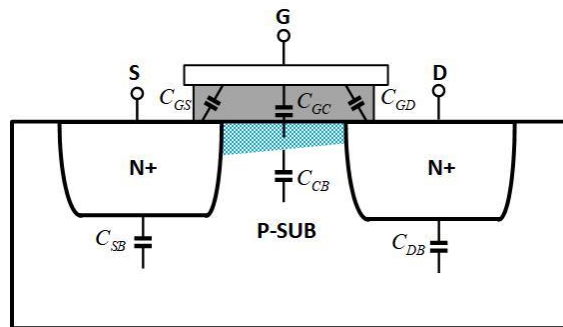 G
S
D
C_GS
C_GC
C_GD
N+
N+
C_CB
P-SUB
C_SB
C_DB